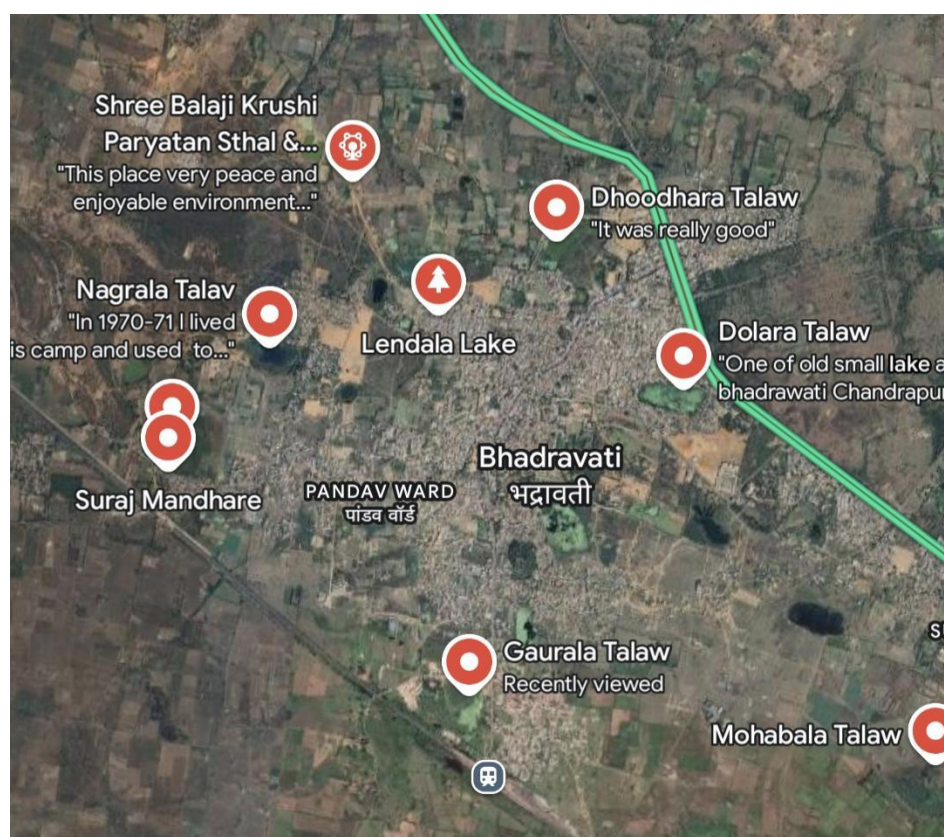 Shree Balaji Krushi
Paryatan Sthal &...
"This place very peace and
enjoyable environment..."
Dhoodhara Talaw
"It was really good"
Nagrala Talav
"In 1970-71 I lived
is camp and used to..."
Lendala Lake
Dolara Talaw
"One of old small lake a
bhadrawati Chandrapur
Suraj Mandhare
PANDAV WARD
पांडव वॉर्ड
Bhadravati
भद्रावती
Gaurala Talaw
Recently viewed
Mohabala Talaw